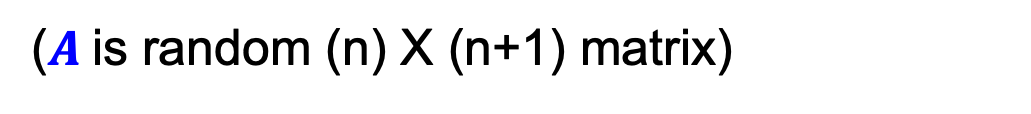 (A is random (n) X (n+1) matrix)